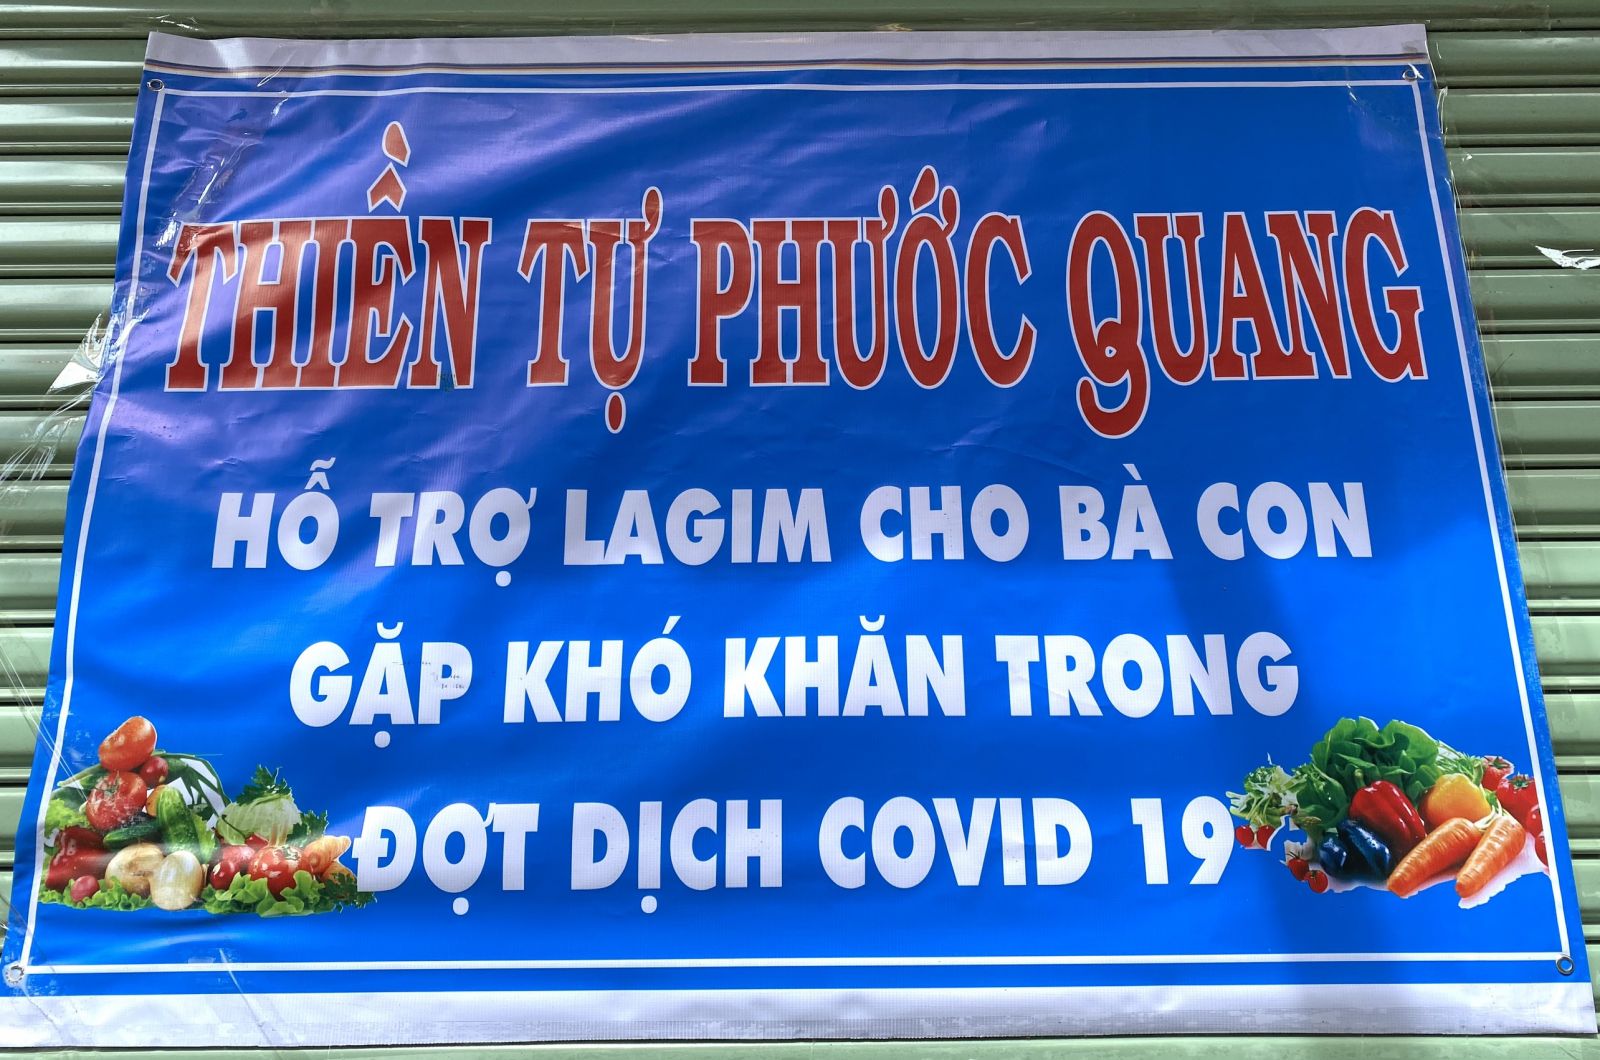 THIỀN TỰ PHƯỚC QUANG
HỖ TRỢ LAGIM CHO BÀ CON
GẶP KHÓ KHĂN TRONG
ĐỢT DỊCH COVID 19